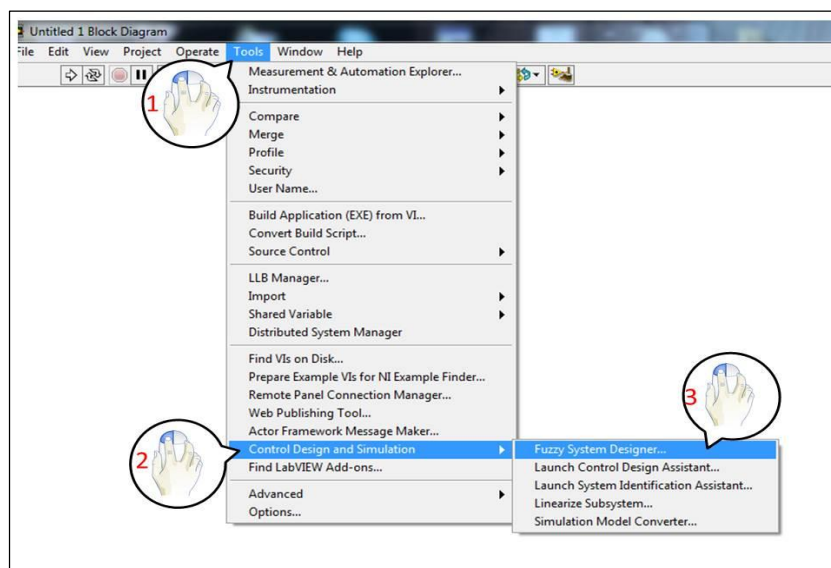 Untitled 1 Block Diagram
File Edit View Project Operate Tools Window Help
1
Measurement & Automation Explorer...
Instrumentation
Compare
Merge
Profile
Security
User Name...
Build Application (EXE) from VI...
Convert Build Script...
Source Control
LLB Manager...
Import
Shared Variable
Distributed System Manager
Find VIs on Disk...
Prepare Example VIs for NI Example Finder...
Remote Panel Connection Manager...
Web Publishing Tool...
Actor Framework Message Maker...
2
Control Design and Simulation
Find LabVIEW Add-ons...
Advanced
Options...
3
Fuzzy System Designer...
Launch Control Design Assistant...
Launch System Identification Assistant...
Linearize Subsystem...
Simulation Model Converter...